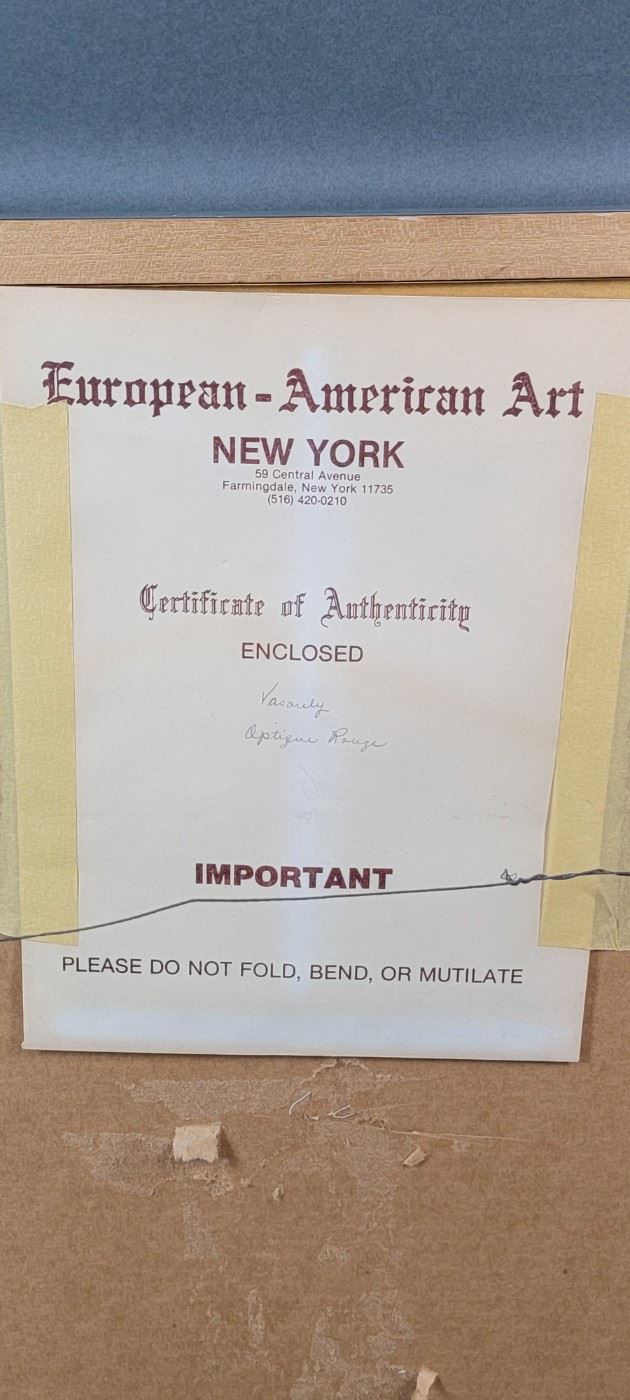 European-American Art
NEW YORK
59 Central Avenue
Farmingdale, New York 11735
(516) 420-0210
Certificate of Authenticity
ENCLOSED
Vasarely
Optique Rouge
IMPORTANT
PLEASE DO NOT FOLD, BEND, OR MUTILATE